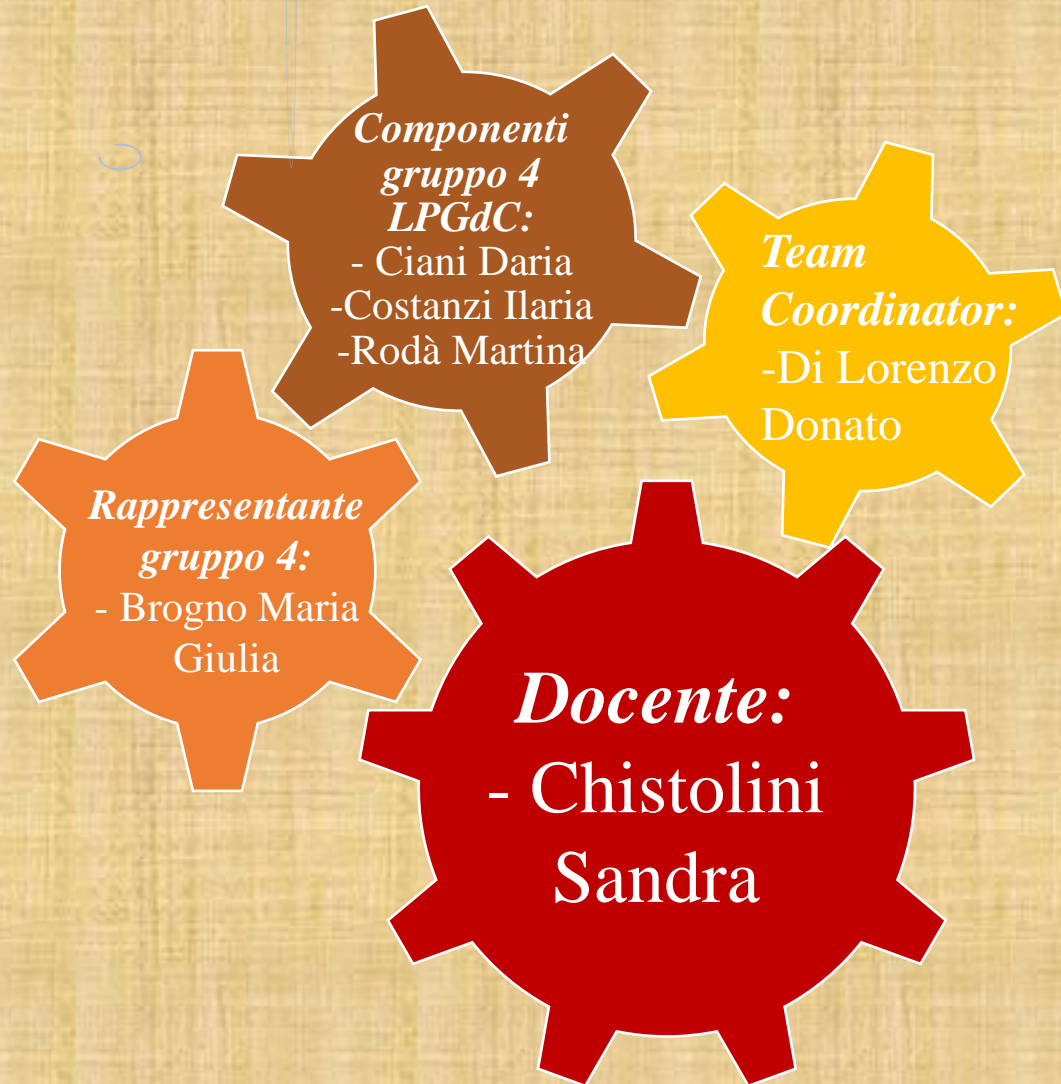 Componenti
gruppo 4
LPGdC:
- Ciani Daria
-Costanzi Ilaria
-Rodà Martina
Team
Coordinator:
-Di Lorenzo
Donato
Rappresentante
gruppo 4:
- Brogno Maria
Giulia
Docente:
- Chistolini
Sandra